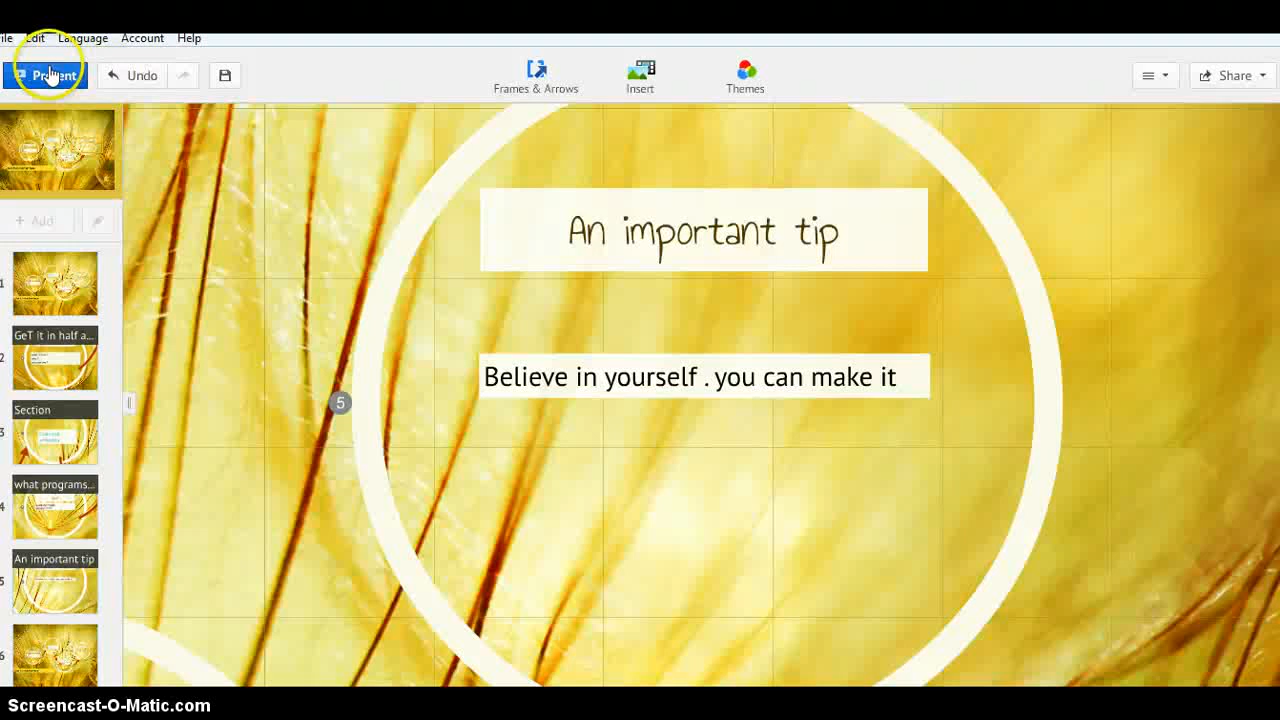 ile Edit Language Account Help
Present Undo Frames & Arrows Insert Themes Share
+ Add
1
GeT it in half a...
2
Section
3
what programs...
4
An important tip
5
6
An important tip
Believe in yourself . you can make it
5
Screencast-O-Matic.com